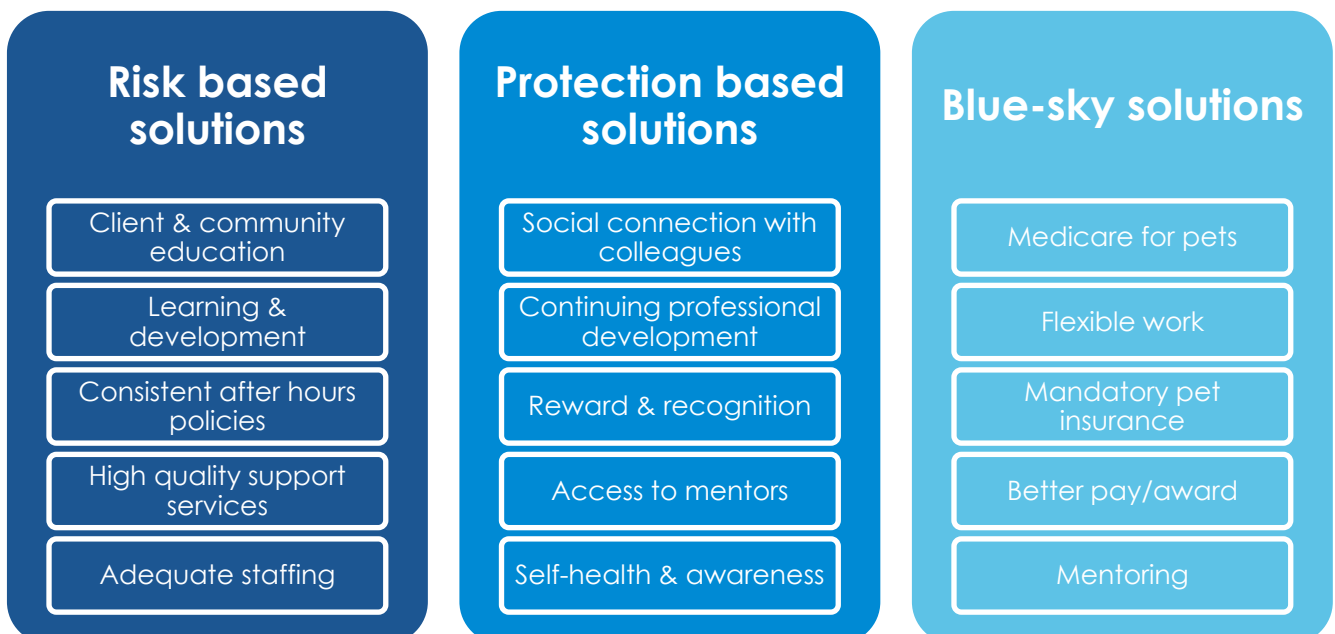 Risk based
solutions
Client & community
education
Learning &
development
Consistent after hours
policies
High quality support
services
Adequate staffing
Protection based
solutions
Social connection with
colleagues
Continuing professional
development
Reward & recognition
Access to mentors
Self-health & awareness
Blue-sky solutions
Medicare for pets
Flexible work
Mandatory pet
insurance
Better pay/award
Mentoring